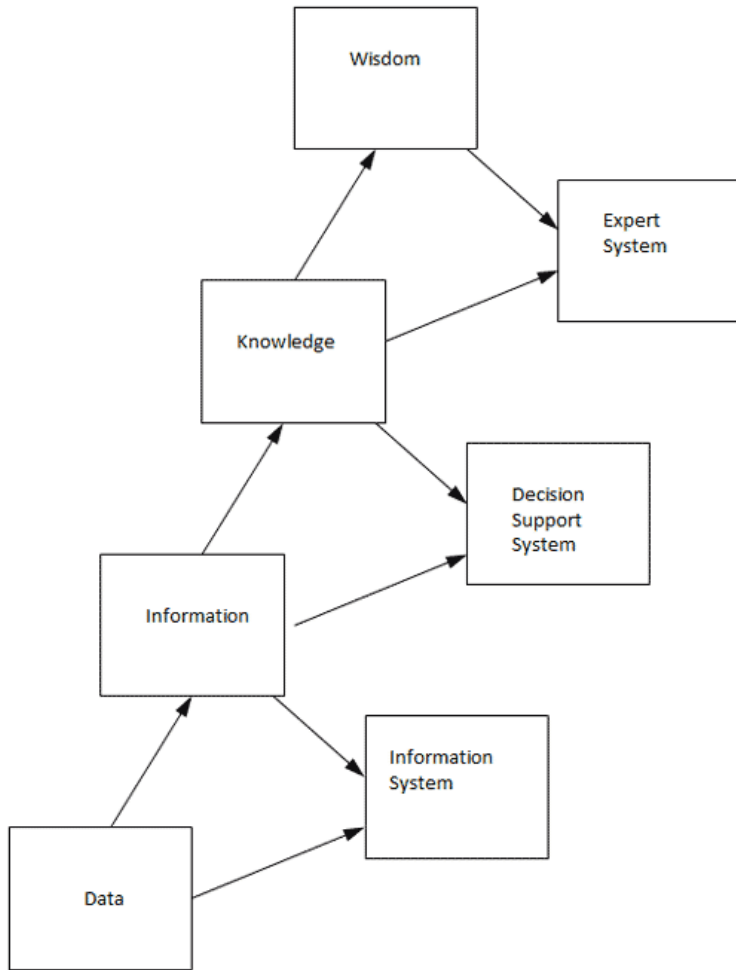 Wisdom
Expert
System
Knowledge
Decision
Support
System
Information
Information
System
Data